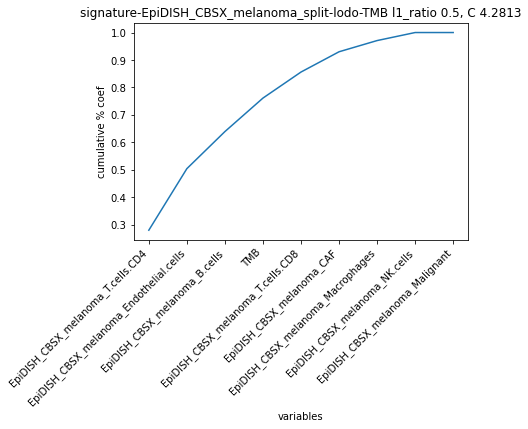 signature-EpiDISH_CBSX_melanoma_split-lodo-TMB l1_ratio 0.5, C 4.2813
cumulative % coef
1.0
0.9
0.8
0.7
0.6
0.5
0.4
0.3
EpiDISH_CBSX_melanoma_T.cells.CD4
EpiDISH_CBSX_melanoma_Endothelial.cells
EpiDISH_CBSX_melanoma_B.cells
TMB
EpiDISH_CBSX_melanoma_T.cells.CD8
EpiDISH_CBSX_melanoma_CAF
EpiDISH_CBSX_melanoma_Macrophages
EpiDISH_CBSX_melanoma_NK.cells
EpiDISH_CBSX_melanoma_Malignant
variables